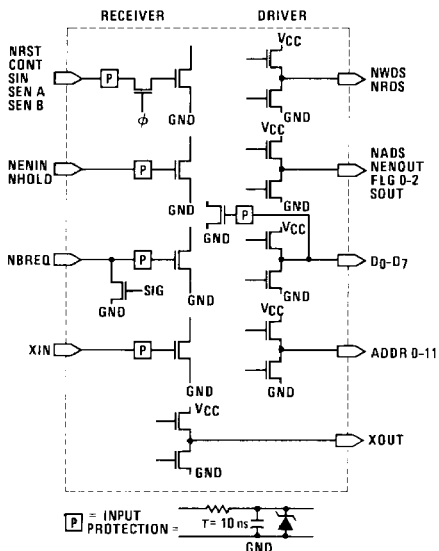 RECEIVER DRIVER
NRST
CONT
SIN
SEN A
SEN B
P
φ
GND
VCC
GND
NWDS
NRDS
NENIN
NHOLD
P
GND
VCC
GND
NADS
NENOUT
FLG 0-2
SOUT
GND
P
NBREQ
P
SIG
GND
GND
VCC
GND
D0-D7
XIN
P
GND
VCC
GND
ADDR 0-11
VCC
GND
XOUT
P = INPUT
PROTECTION =
T = 10 ns
GND